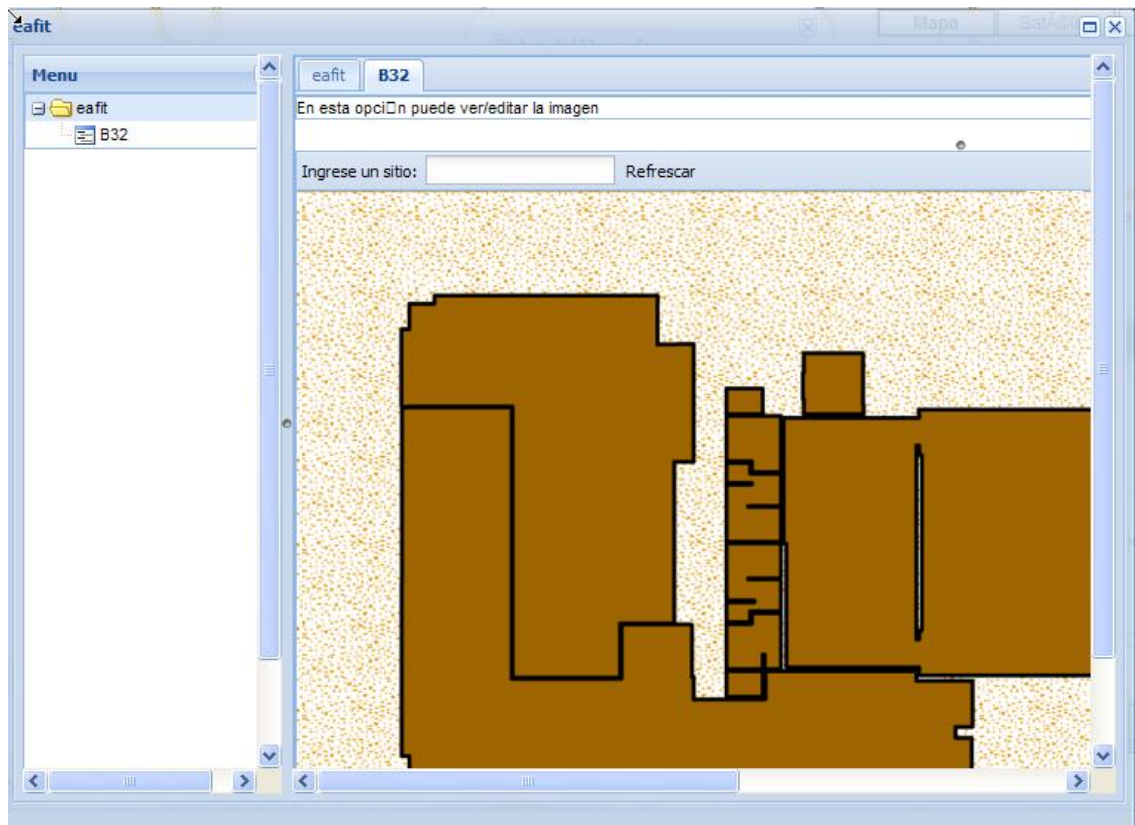 eafit
Mapa
Menu
eafit
B32
eafit B32
En esta opci□n puede ver/editar la imagen
Ingrese un sitio: Refrescar